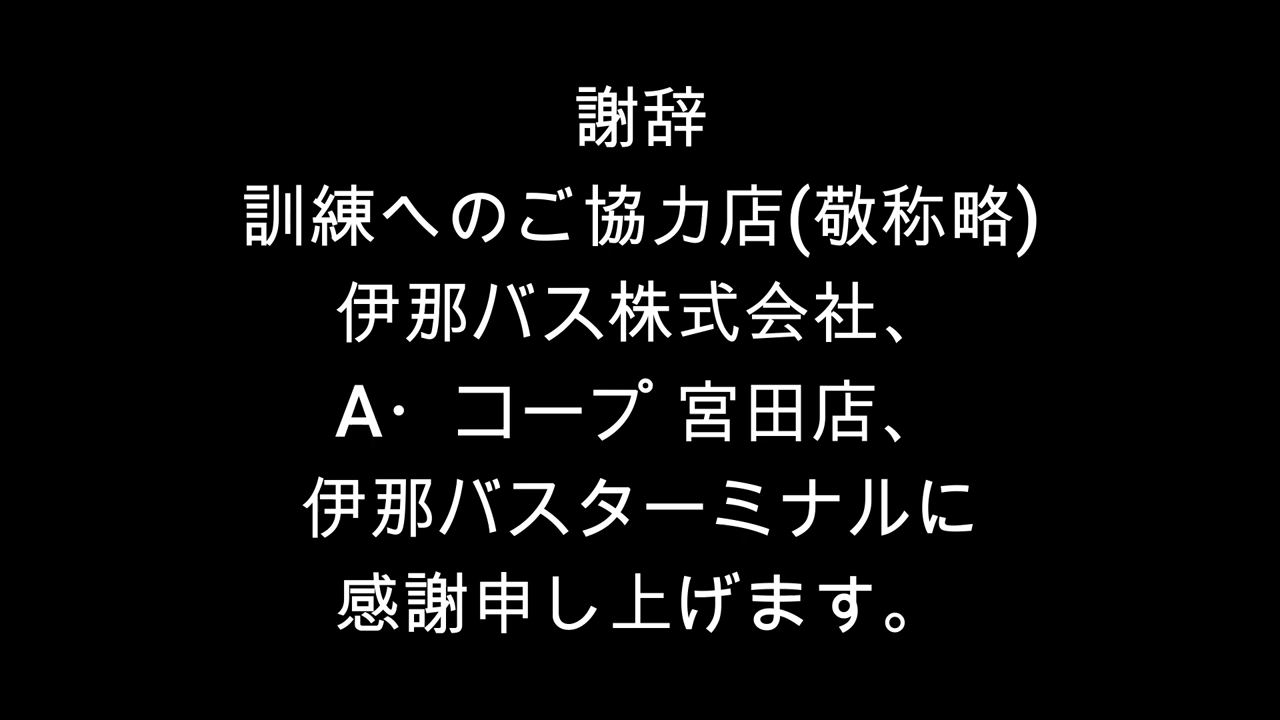 謝辞
訓練へのご協力店(敬称略)
伊那バス株式会社、
A・コープ 宮田店、
伊那バスターミナルに
感謝申し上げます。